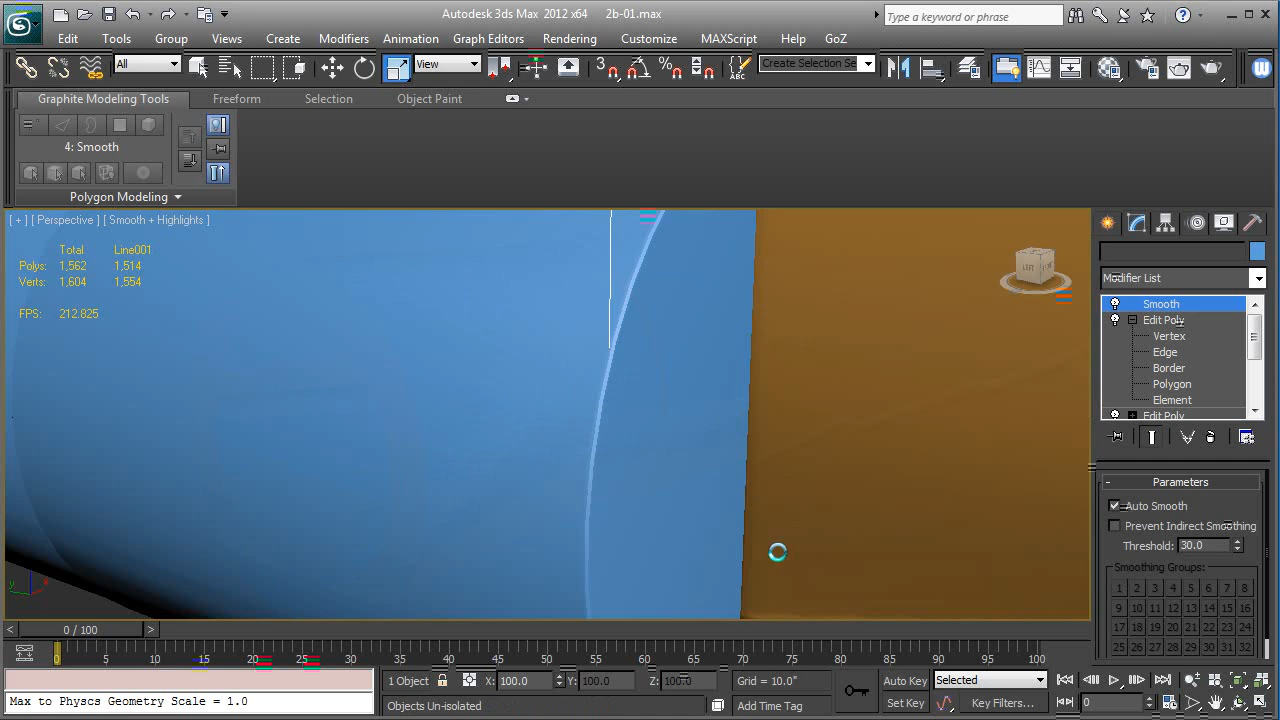 Autodesk 3ds Max 2012 x64 2b-01.max
Type a keyword or phrase
Edit Tools Group Views Create Modifiers Animation Graph Editors Rendering Customize MAXScript Help GoZ
All View 3 Create Selection Se
Graphite Modeling Tools Freeform Selection Object Paint
4: Smooth
Polygon Modeling
[ + ] [ Perspective ] [ Smooth + Highlights ]
Total Line001
Polys: 1,562 1,514
Verts: 1,604 1,554
FPS: 212.825
LEFT
Modifier List
Smooth
Edit Poly
Vertex
Edge
Border
Polygon
Element
Edit Poly
- Parameters
Auto Smooth
Prevent Indirect Smoothing
Threshold: 30.0
Smoothing Groups:
1 2 3 4 5 6 7 8
9 10 11 12 13 14 15 16
17 18 19 20 21 22 23 24
25 26 27 28 29 30 31 32
y x
< 0 / 100 >
0 5 10 15 20 25 30 35 40 45 50 55 60 65 70 75 80 85 90 95 100
1 Object X: 100.0 Y: 100.0 Z: 100.0 Grid = 10.0" Auto Key Selected
Max to Physcs Geometry Scale = 1.0
Objects Un-isolated Add Time Tag Set Key Key Filters... 0